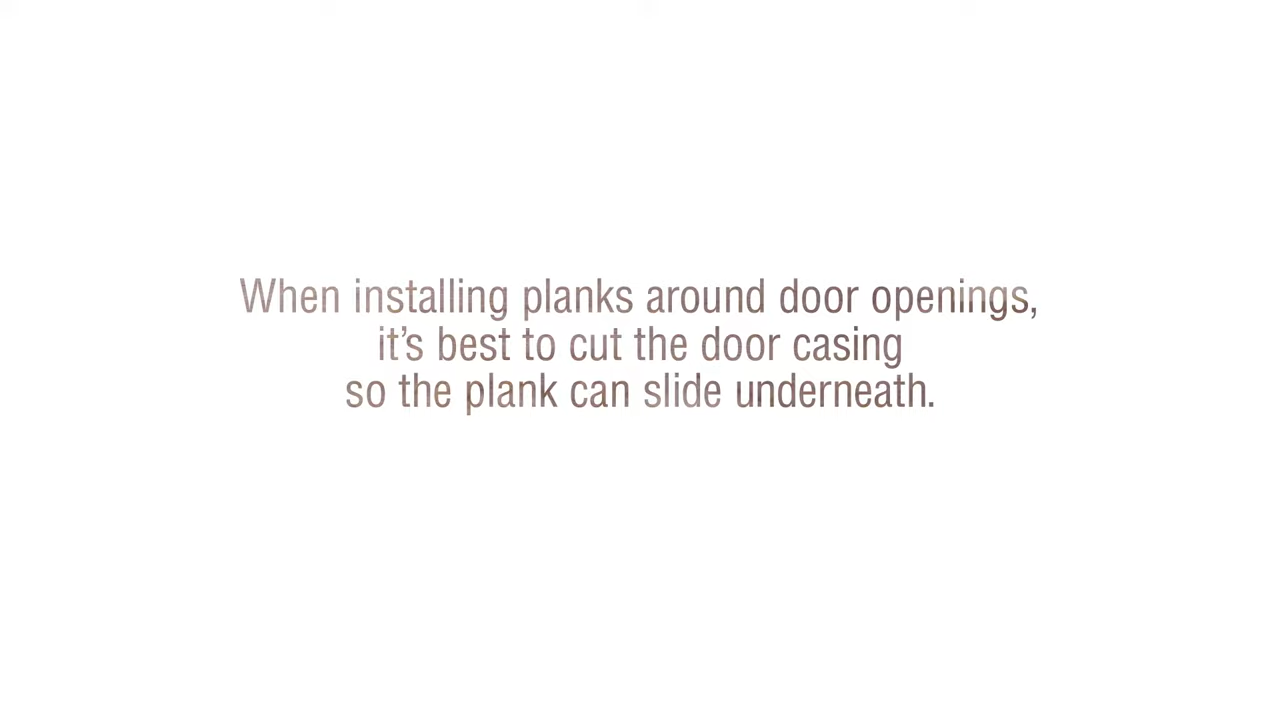 When installing planks around door openings,
it’s best to cut the door casing
so the plank can slide underneath.